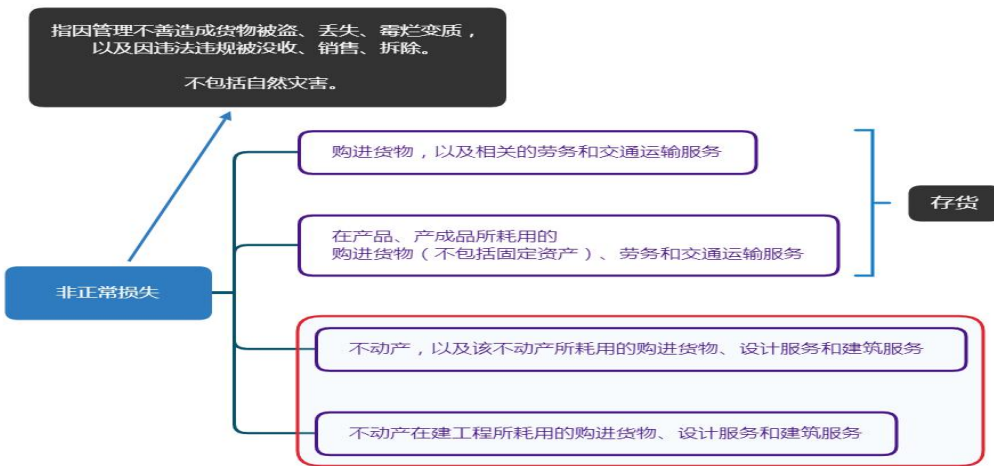 指因管理不善造成货物被盗、丢失、霉烂变质，
以及因违法违规被没收、销售、拆除。
不包括自然灾害。
购进货物，以及相关的劳务和交通运输服务
存货
在产品、产成品所耗用的
购进货物（不包括固定资产）、劳务和交通运输服务
非正常损失
不动产，以及该不动产所耗用的购进货物、设计服务和建筑服务
不动产在建工程所耗用的购进货物、设计服务和建筑服务